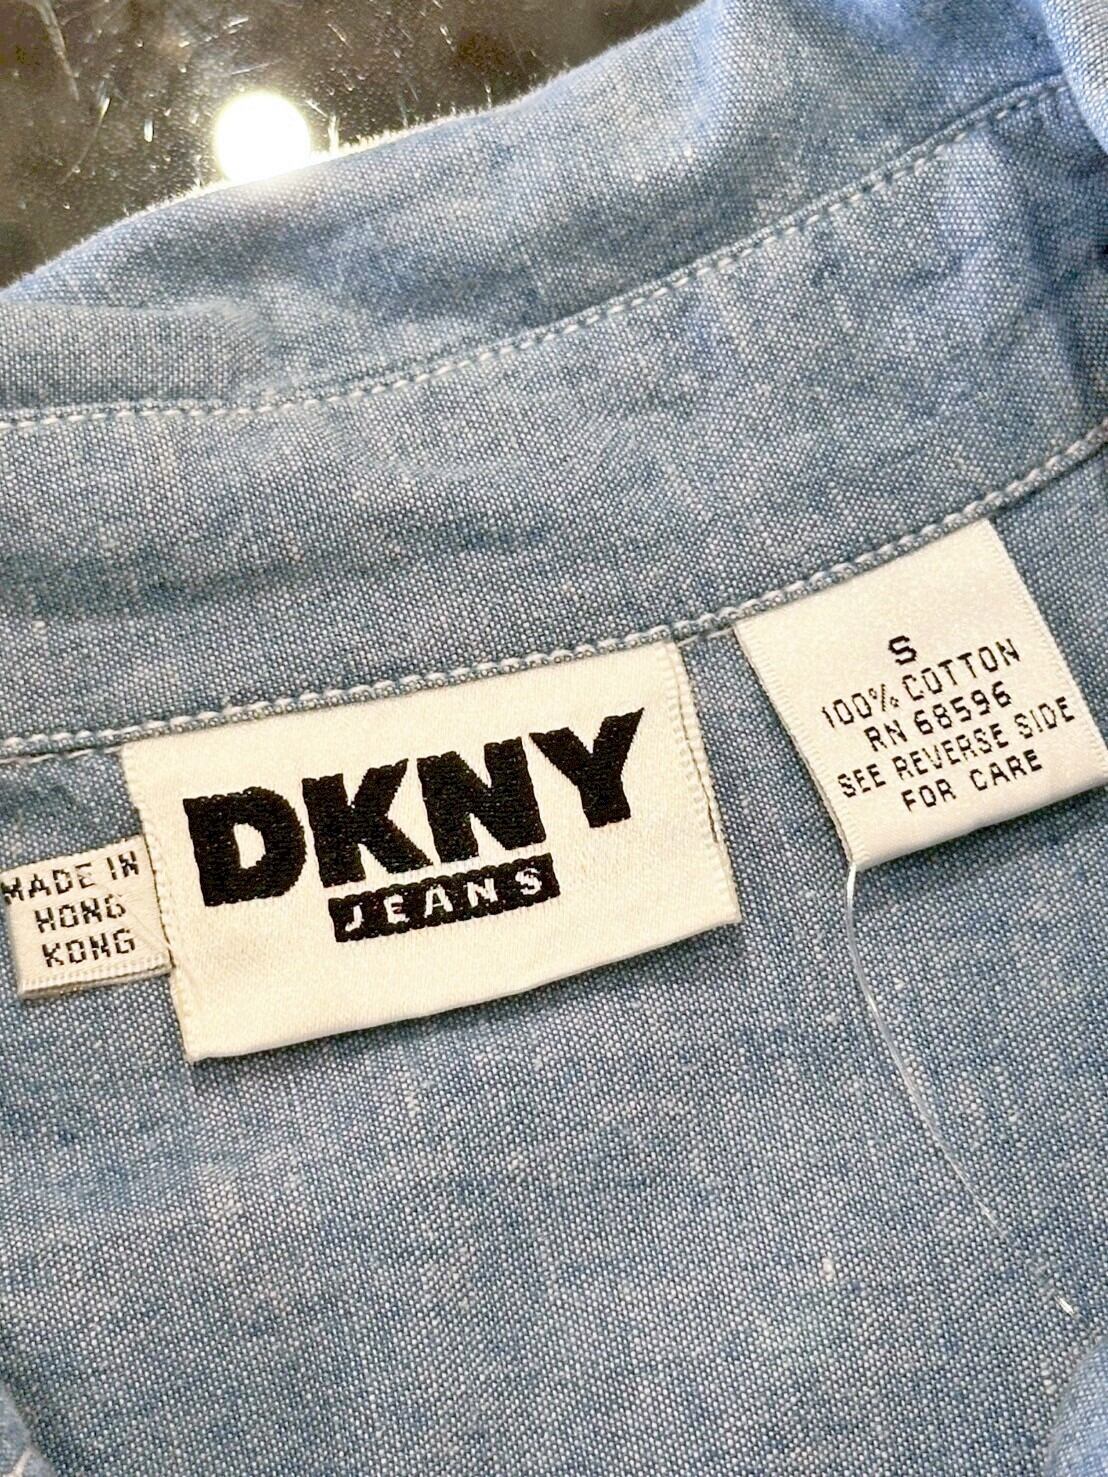 DKNY
JEANS
MADE IN
HONG
KONG
S
100% COTTON
RN 68596
SEE REVERSE SIDE
FOR CARE